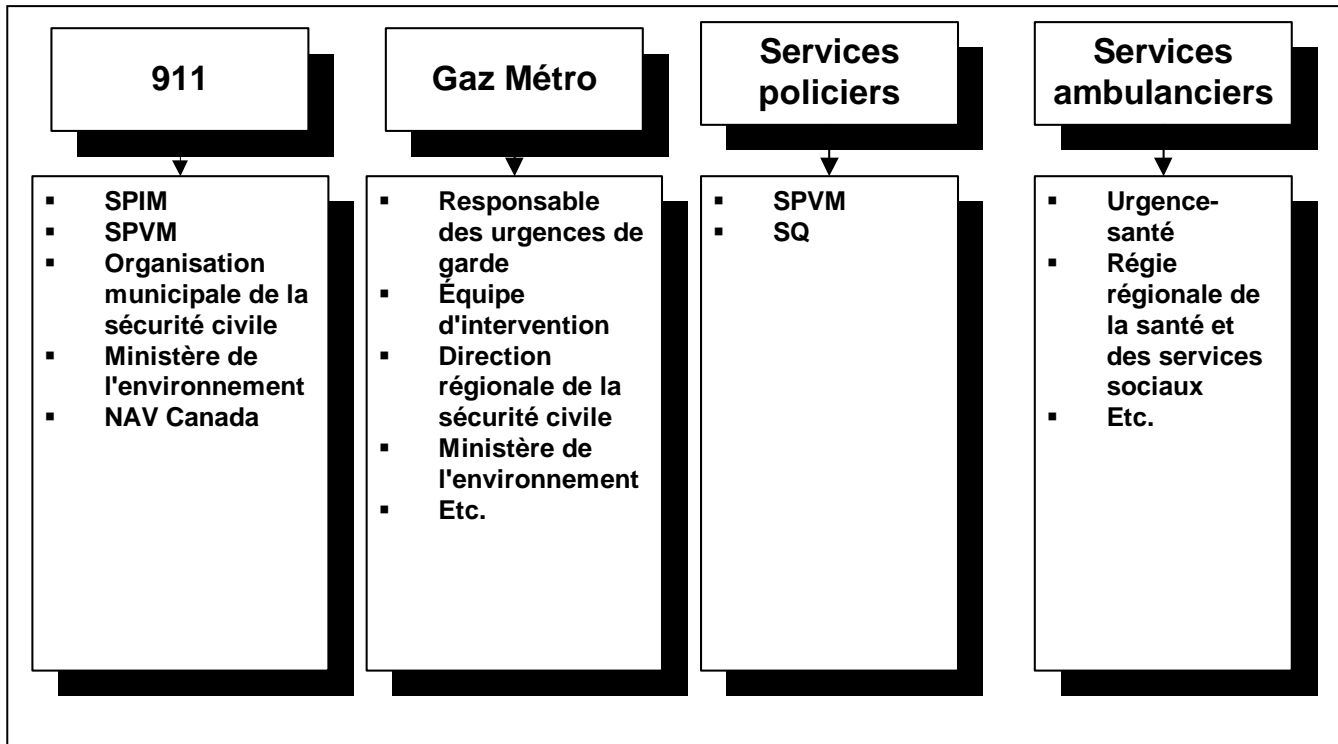 911
▪ SPIM
▪ SPVM
▪ Organisation
municipale de la
sécurité civile
▪ Ministère de
l'environnement
▪ NAV Canada
Gaz Métro
▪ Responsable
des urgences de
garde
▪ Équipe
d'intervention
▪ Direction
régionale de la
sécurité civile
▪ Ministère de
l'environnement
▪ Etc.
Services
policiers
▪ SPVM
▪ SQ
Services
ambulanciers
▪ Urgence-
santé
▪ Régie
régionale de
la santé et
des services
sociaux
▪ Etc.